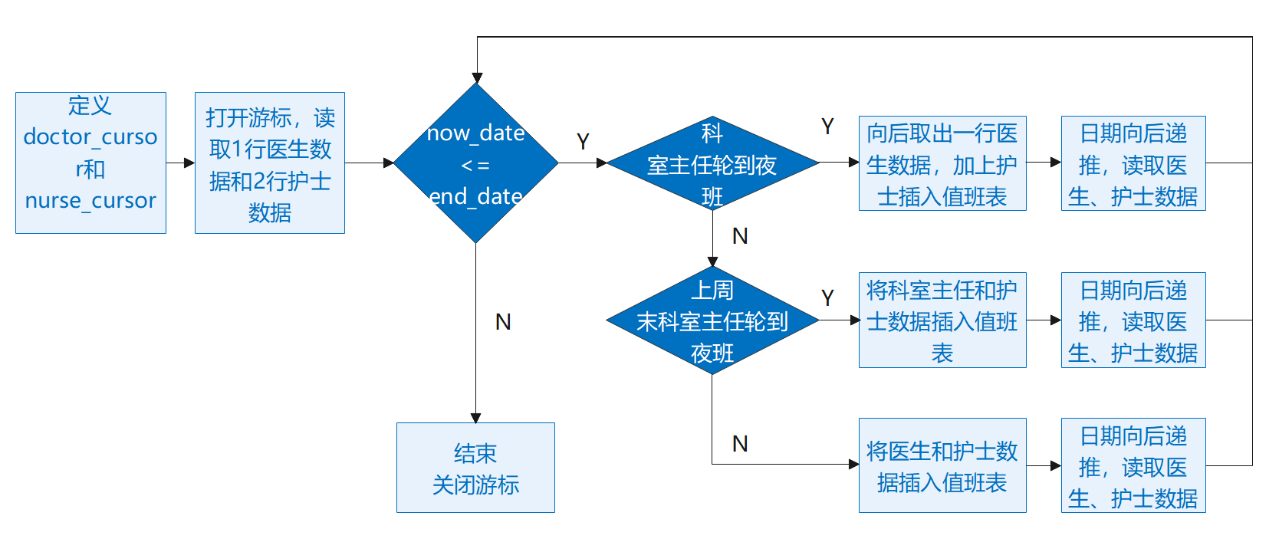 定义
doctor_curso
r和
nurse_cursor
打开游标，读
取1行医生数
据和2行护士
数据
now_date
<=
end_date
Y
N
结束
关闭游标
科
室主任轮到夜
班
Y
N
向后取出一行医
生数据，加上护
士插入值班表
日期向后递
推，读取医
生、护士数据
上周
末科室主任轮到
夜班
Y
N
将科室主任和护
士数据插入值班
表
日期向后递
推，读取医
生、护士数据
将医生和护士数
据插入值班表
日期向后递
推，读取医
生、护士数据